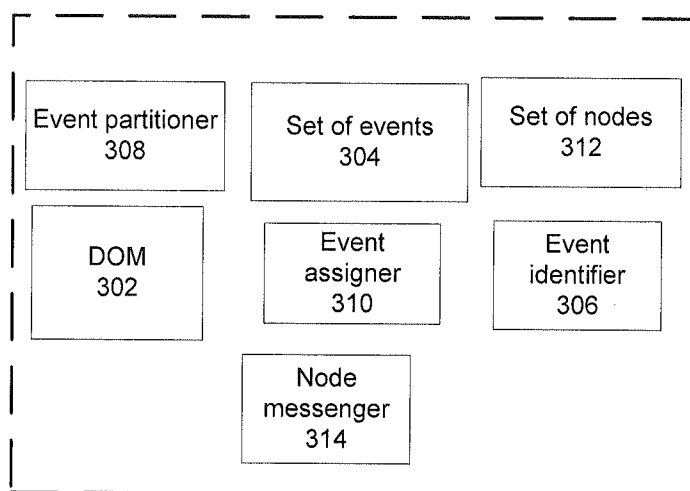 Event partitioner
308
Set of events
304
Set of nodes
312
DOM
302
Event
assigner
310
Event
identifier
306
Node
messenger
314